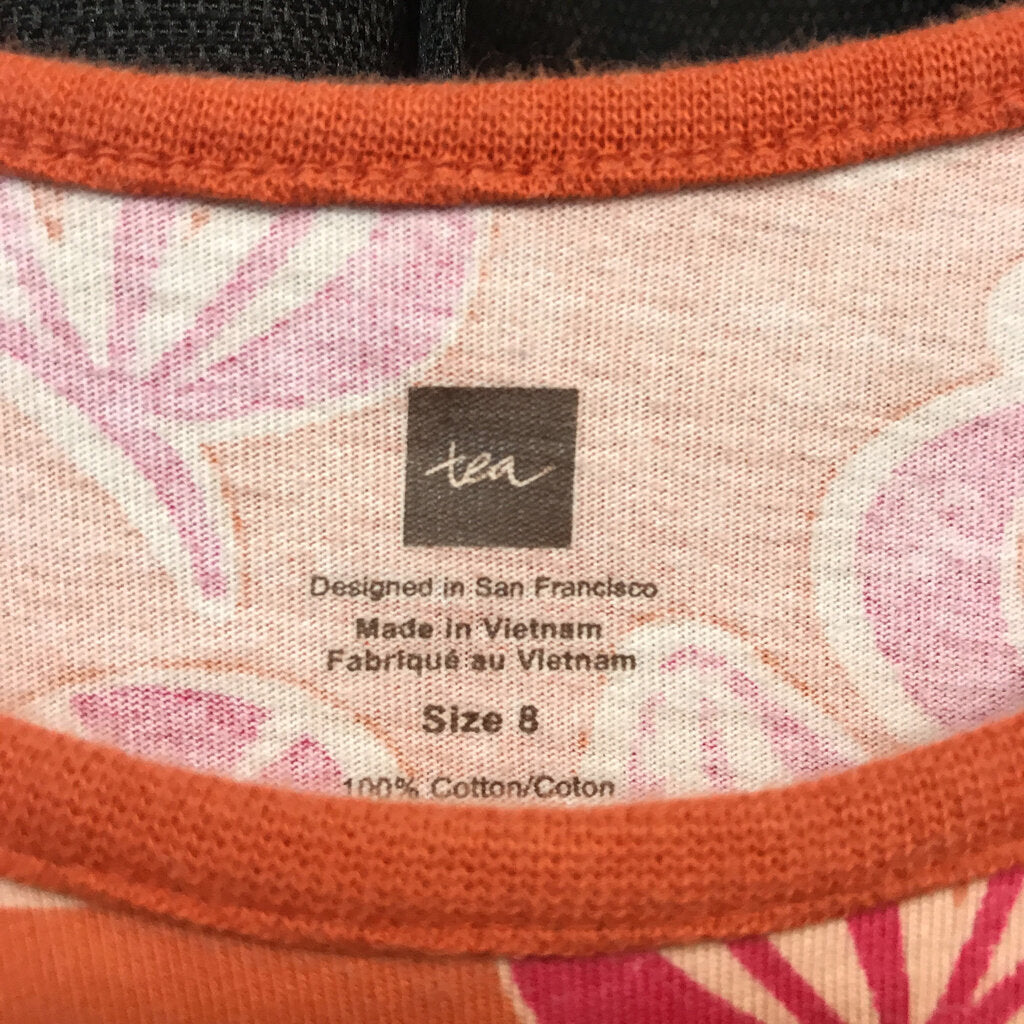 tea
Designed in San Francisco
Made in Vietnam
Fabriqué au Vietnam
Size 8
100% Cotton/Coton